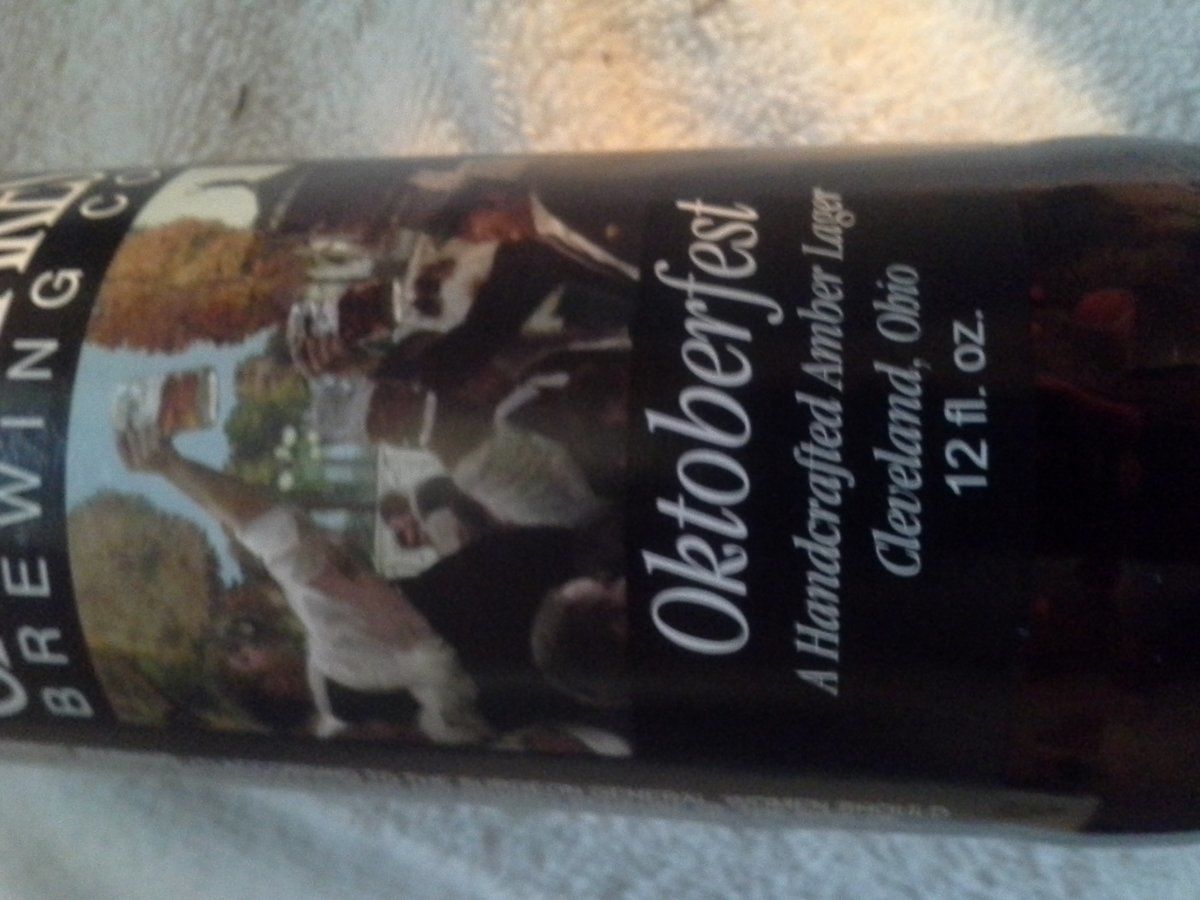 BREWING CO
Oktoberfest
A Handcrafted Amber Lager
Cleveland, Ohio
12 fl. oz.